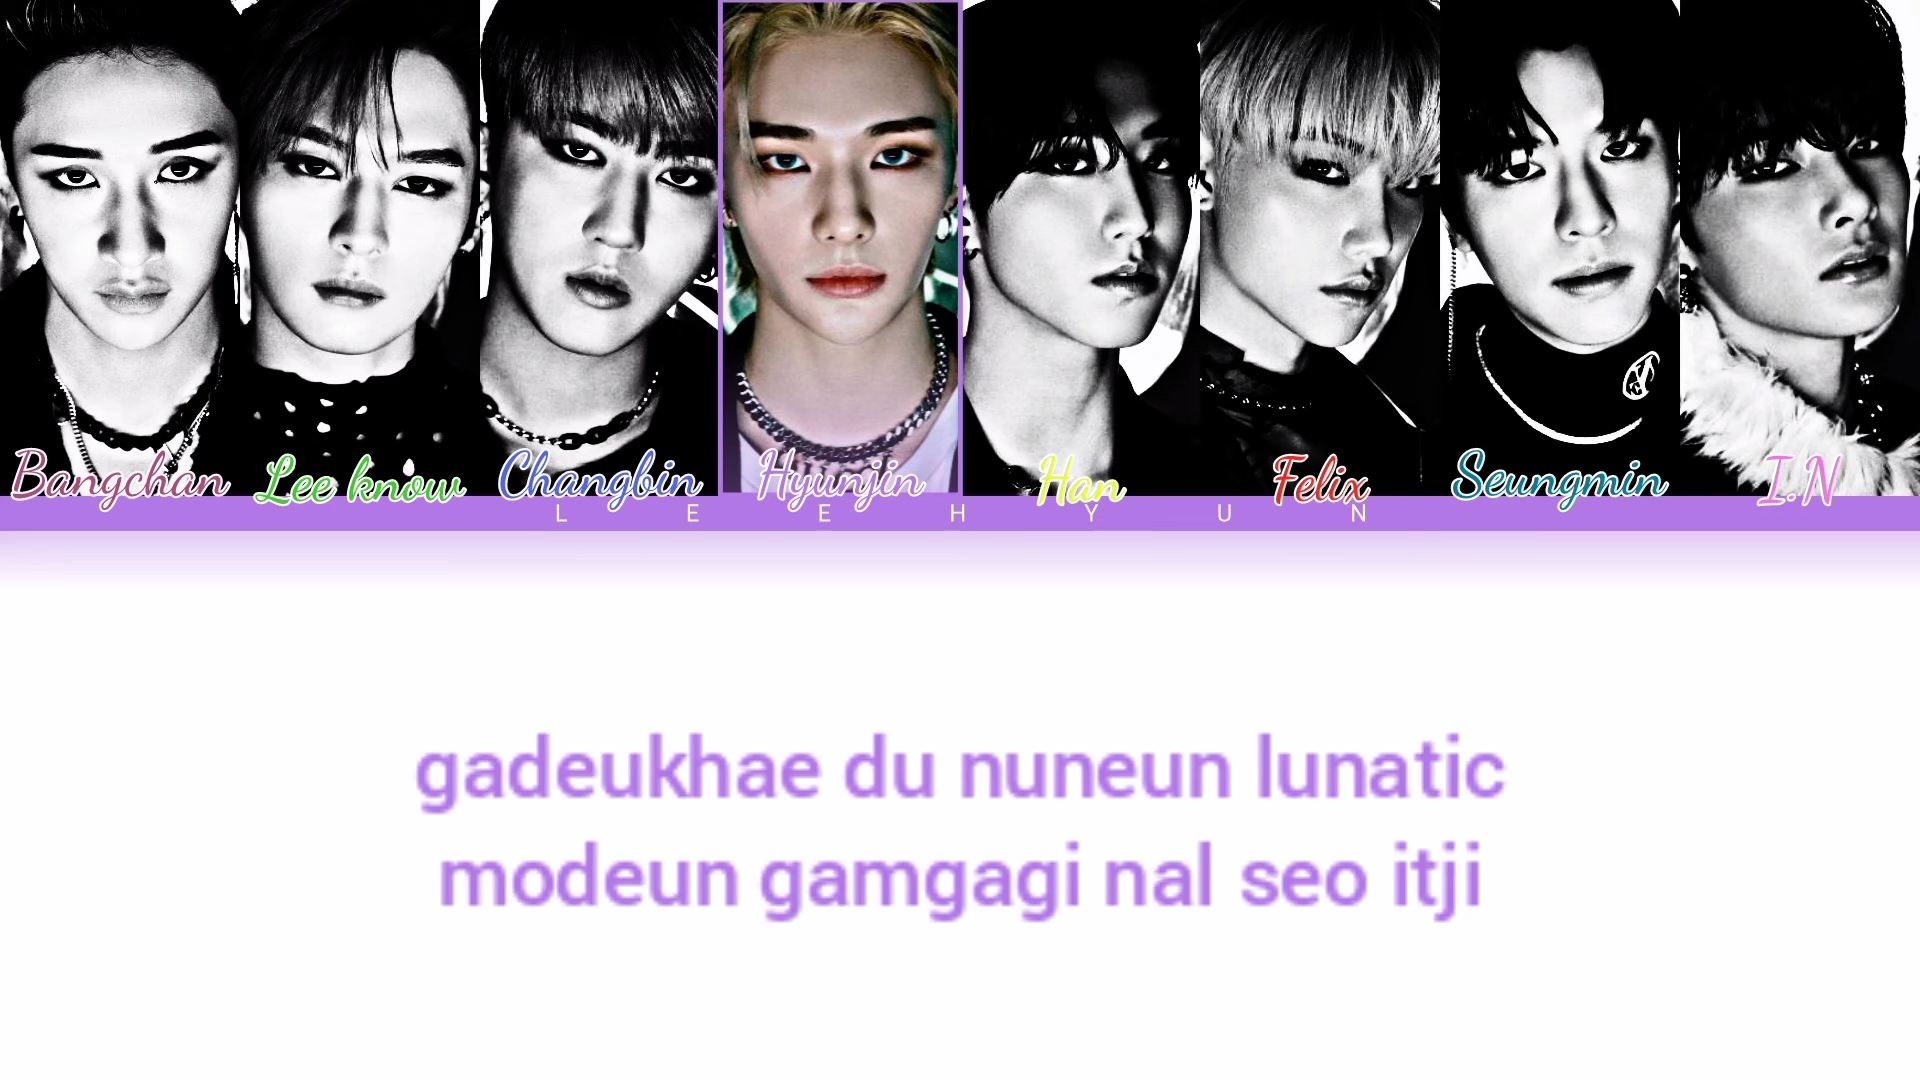 Bangchan Lee know Changbin Hyunjin Han Felix Seungmin I.N
L E E H Y U N
gadeukhae du nuneun lunatic
modeun gamgagi nal seo itji